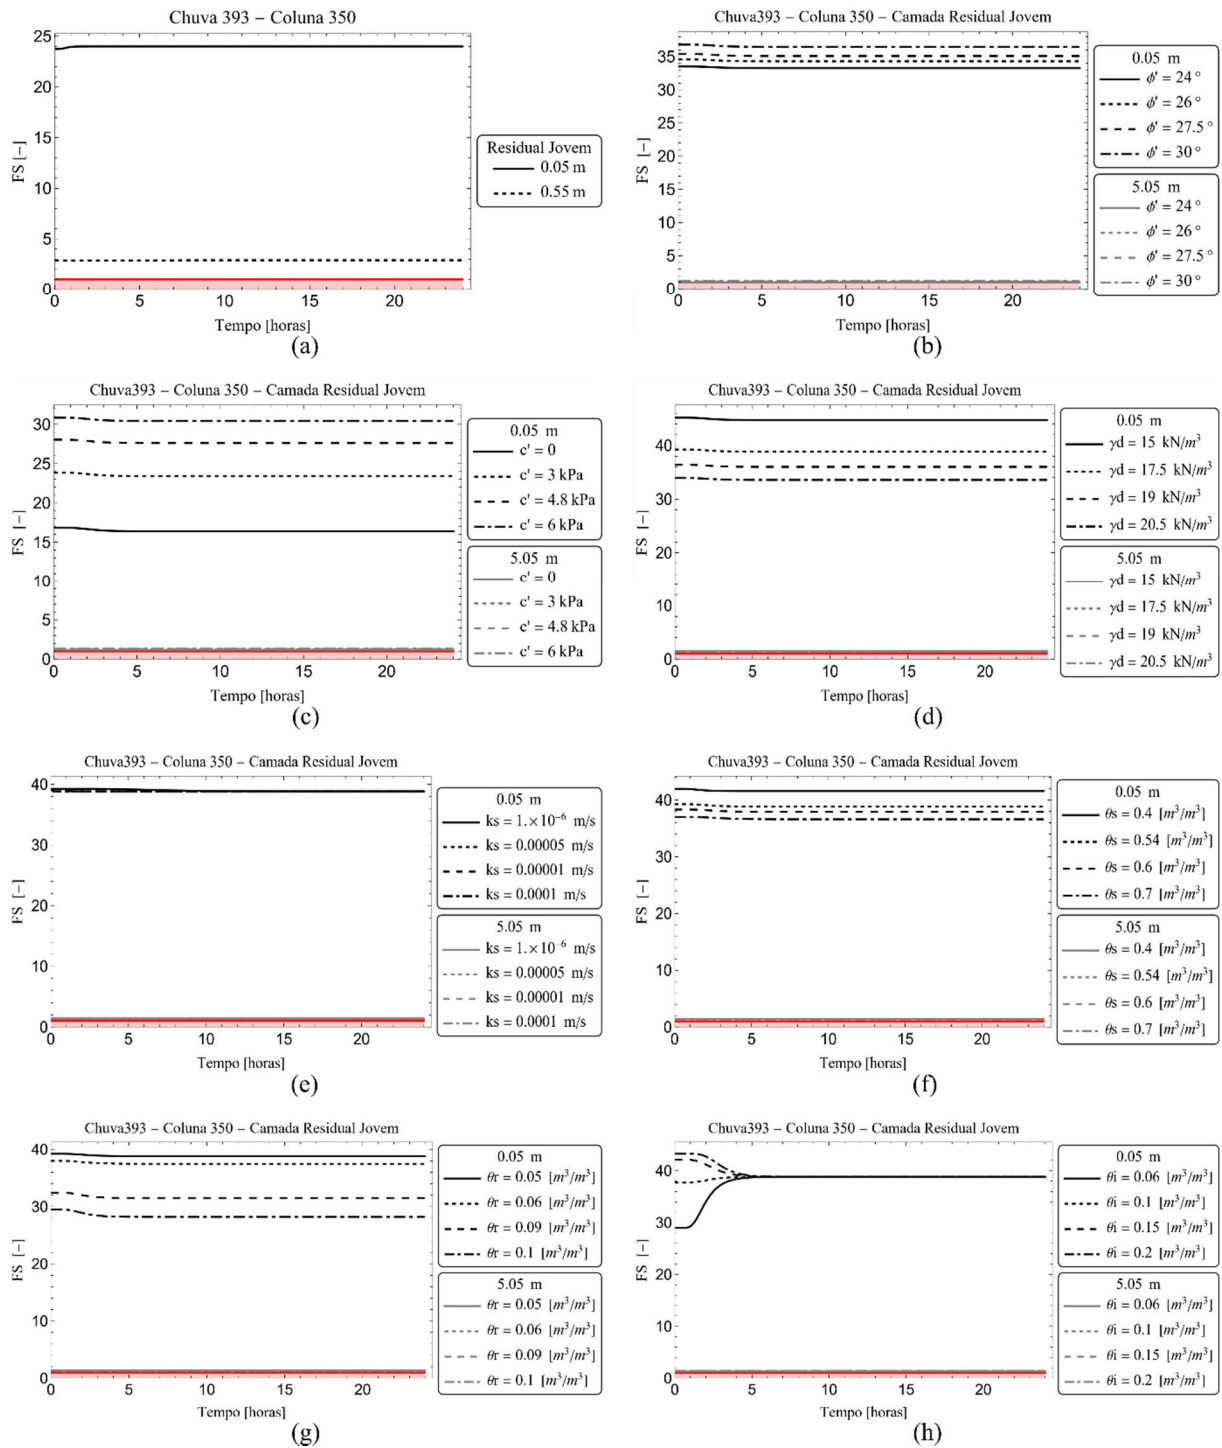 Chuva 393 – Coluna 350
FS [–]
25
20
15
10
5
0
0 5 10 15 20
Tempo [horas]
Residual Jovem
0.05 m
0.55 m
(a)
Chuva393 – Coluna 350 – Camada Residual Jovem
FS [–]
35
30
25
20
15
10
5
0
0 5 10 15 20
Tempo [horas]
0.05 m
ϕ' = 24 °
ϕ' = 26 °
ϕ' = 27.5 °
ϕ' = 30 °
5.05 m
ϕ' = 24 °
ϕ' = 26 °
ϕ' = 27.5 °
ϕ' = 30 °
(b)
Chuva393 – Coluna 350 – Camada Residual Jovem
FS [–]
30
25
20
15
10
5
0
0 5 10 15 20
Tempo [horas]
0.05 m
c' = 0
c' = 3 kPa
c' = 4.8 kPa
c' = 6 kPa
5.05 m
c' = 0
c' = 3 kPa
c' = 4.8 kPa
c' = 6 kPa
(c)
Chuva393 – Coluna 350 – Camada Residual Jovem
FS [–]
40
30
20
10
0
0 5 10 15 20
Tempo [horas]
0.05 m
γd = 15 kN/m³
γd = 17.5 kN/m³
γd = 19 kN/m³
γd = 20.5 kN/m³
5.05 m
γd = 15 kN/m³
γd = 17.5 kN/m³
γd = 19 kN/m³
γd = 20.5 kN/m³
(d)
Chuva393 – Coluna 350 – Camada Residual Jovem
FS [–]
40
30
20
10
0
0 5 10 15 20
Tempo [horas]
0.05 m
ks = 1.×10⁻⁶ m/s
ks = 0.00005 m/s
ks = 0.00001 m/s
ks = 0.0001 m/s
5.05 m
ks = 1.×10⁻⁶ m/s
ks = 0.00005 m/s
ks = 0.00001 m/s
ks = 0.0001 m/s
(e)
Chuva393 – Coluna 350 – Camada Residual Jovem
FS [–]
40
30
20
10
0
0 5 10 15 20
Tempo [horas]
0.05 m
θs = 0.4 [m³/m³]
θs = 0.54 [m³/m³]
θs = 0.6 [m³/m³]
θs = 0.7 [m³/m³]
5.05 m
θs = 0.4 [m³/m³]
θs = 0.54 [m³/m³]
θs = 0.6 [m³/m³]
θs = 0.7 [m³/m³]
(f)
Chuva393 – Coluna 350 – Camada Residual Jovem
FS [–]
40
30
20
10
0
0 5 10 15 20
Tempo [horas]
0.05 m
θr = 0.05 [m³/m³]
θr = 0.06 [m³/m³]
θr = 0.09 [m³/m³]
θr = 0.1 [m³/m³]
5.05 m
θr = 0.05 [m³/m³]
θr = 0.06 [m³/m³]
θr = 0.09 [m³/m³]
θr = 0.1 [m³/m³]
(g)
Chuva393 – Coluna 350 – Camada Residual Jovem
FS [–]
40
30
20
10
0
0 5 10 15 20
Tempo [horas]
0.05 m
θi = 0.06 [m³/m³]
θi = 0.1 [m³/m³]
θi = 0.15 [m³/m³]
θi = 0.2 [m³/m³]
5.05 m
θi = 0.06 [m³/m³]
θi = 0.1 [m³/m³]
θi = 0.15 [m³/m³]
θi = 0.2 [m³/m³]
(h)